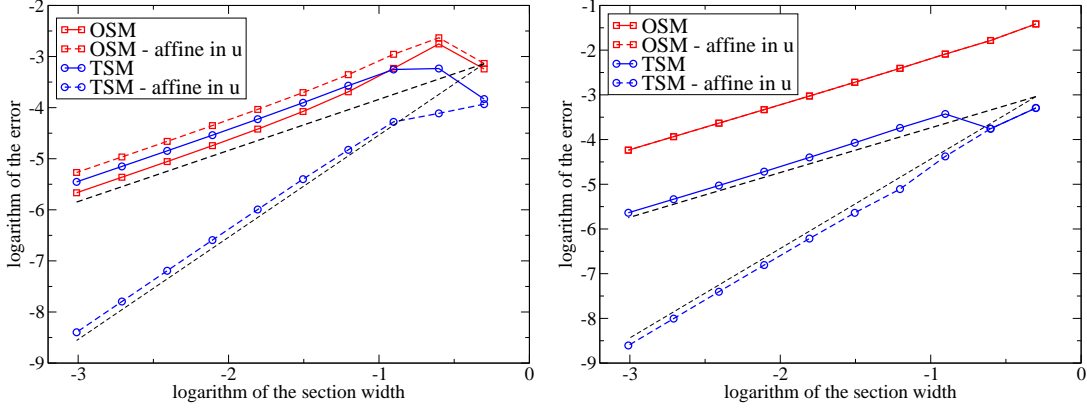 -2
-3
-4
-5
-6
-7
-8
-9
logarithm of the error
OSM
OSM - affine in u
TSM
TSM - affine in u
-3
-2
-1
0
logarithm of the section width
-1
-2
-3
-4
-5
-6
-7
-8
-9
logarithm of the error
OSM
OSM - affine in u
TSM
TSM - affine in u
-3
-2
-1
0
logarithm of the section width